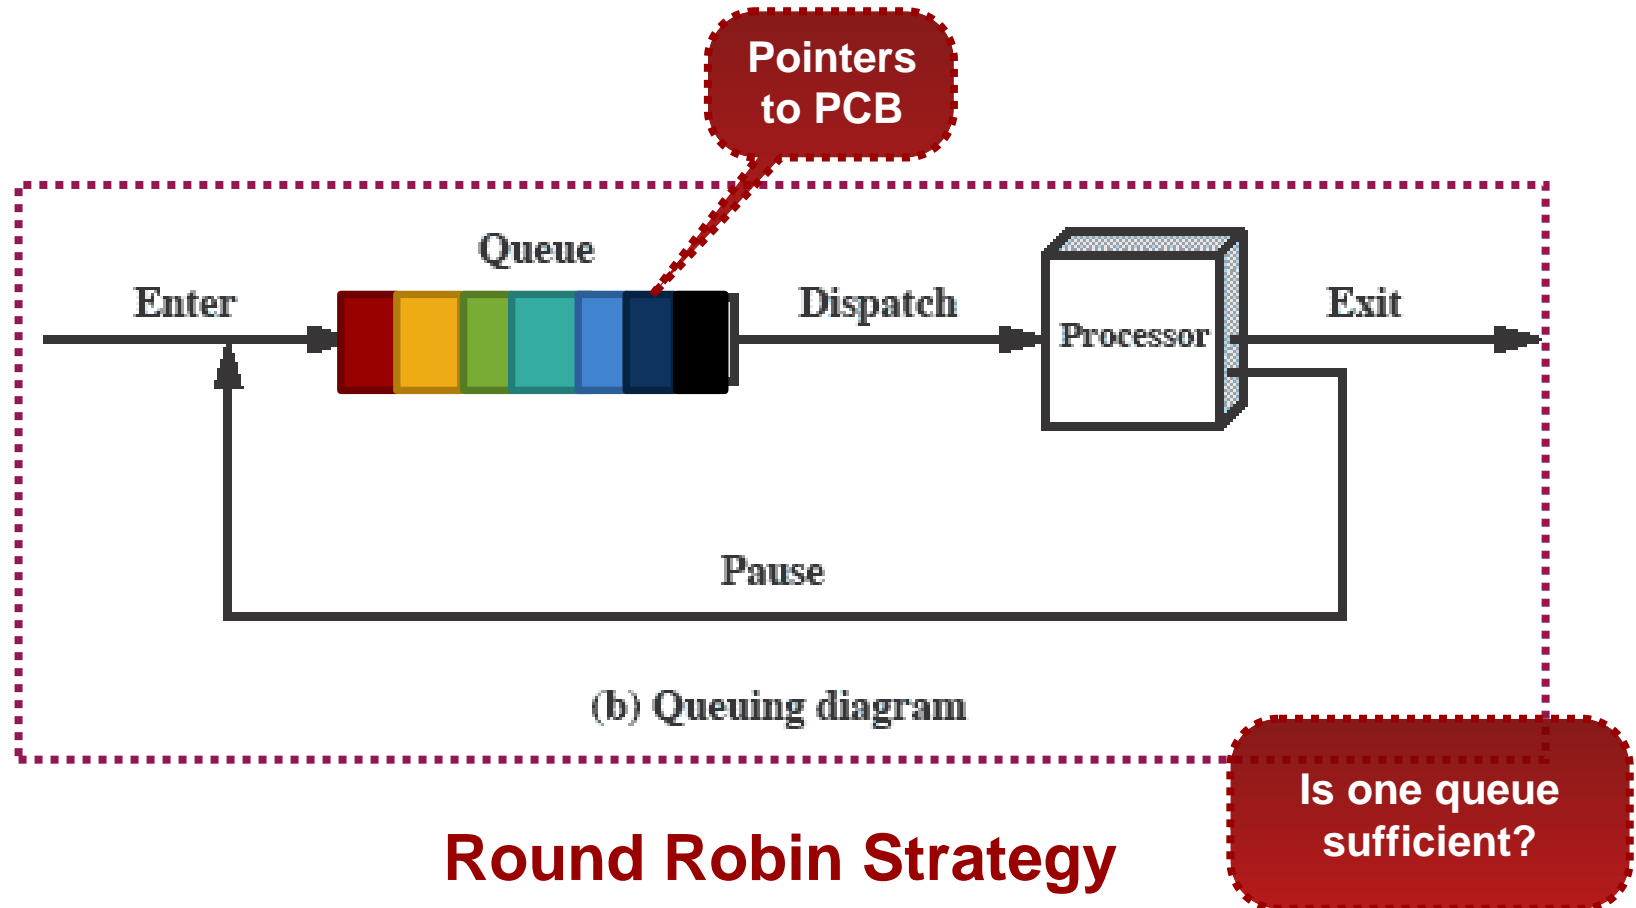 Pointers
to PCB
Queue
Enter
Dispatch
Processor
Exit
Pause
(b) Queuing diagram
Is one queue
sufficient?
Round Robin Strategy